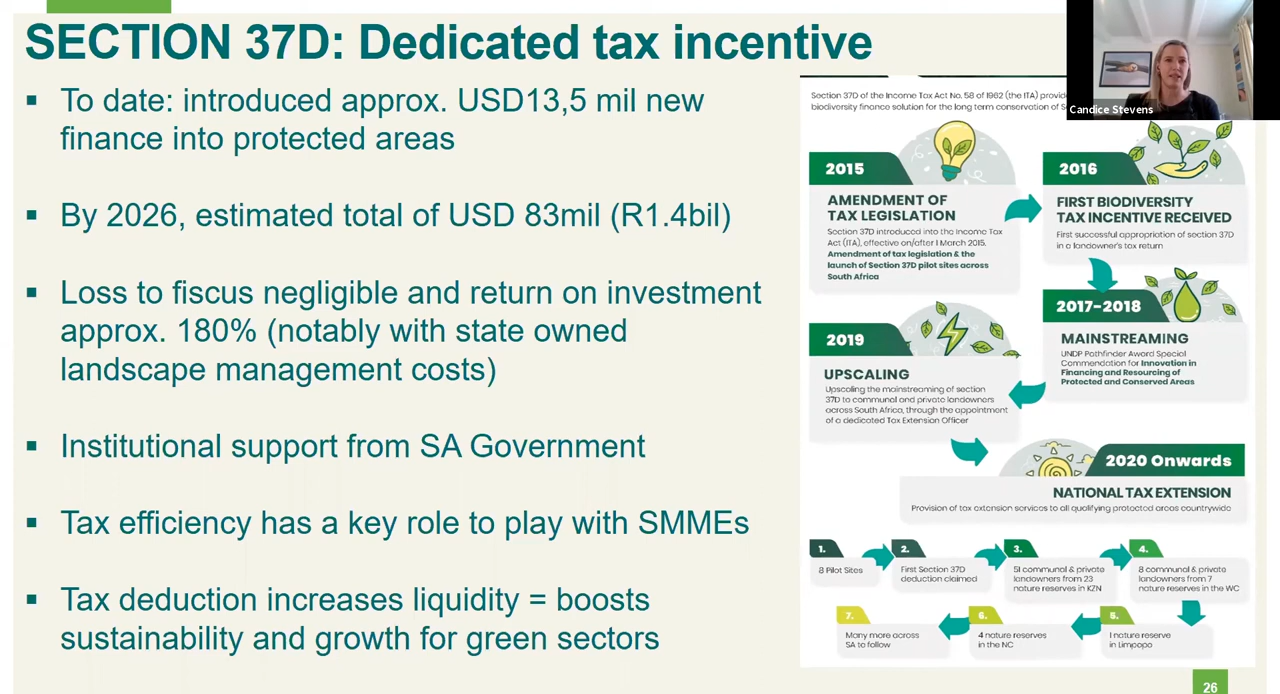 SECTION 37D: Dedicated tax incentive
▪ To date: introduced approx. USD13,5 mil new
finance into protected areas
▪ By 2026, estimated total of USD 83mil (R1.4bil)
▪ Loss to fiscus negligible and return on investment
approx. 180% (notably with state owned
landscape management costs)
▪ Institutional support from SA Government
▪ Tax efficiency has a key role to play with SMMEs
▪ Tax deduction increases liquidity = boosts
sustainability and growth for green sectors
Candice Stevens
Section 37D of the Income Tax Act No. 58 of 1962 (the ITA)
biodiversity finance solution for the long term conservation of
2015
AMENDMENT OF
TAX LEGISLATION
Section 37D introduced into the Income Tax
Act (ITA), effective on/after 1 March 2015.
Amendment of tax legislation & the
launch of Section 37D pilot sites across
South Africa
2016
FIRST BIODIVERSITY
TAX INCENTIVE RECEIVED
First successful appropriation of section 37D
in a landowner's tax return
2017-2018
MAINSTREAMING
UNDP Pathfinder Award Special
Commendation for Innovation in
Financing and Resourcing of
Protected and Conserved Areas
2019
UPSCALING
Upscaling the mainstreaming of section
37D to communal and private landowners
across South Africa, through the appointment
of a dedicated Tax Extension Officer
2020 Onwards
NATIONAL TAX EXTENSION
Provision of tax extension services to all qualifying protected areas countrywide
1.
8 Pilot Sites
2.
First Section 37D
deduction claimed
3.
51 communal & private
landowners from 23
nature reserves in KZN
4.
8 communal & private
landowners from 7
nature reserves in the WC
5.
1 nature reserve
in Limpopo
6.
4 nature reserves
in the NC
7.
Many more across
SA to follow
26